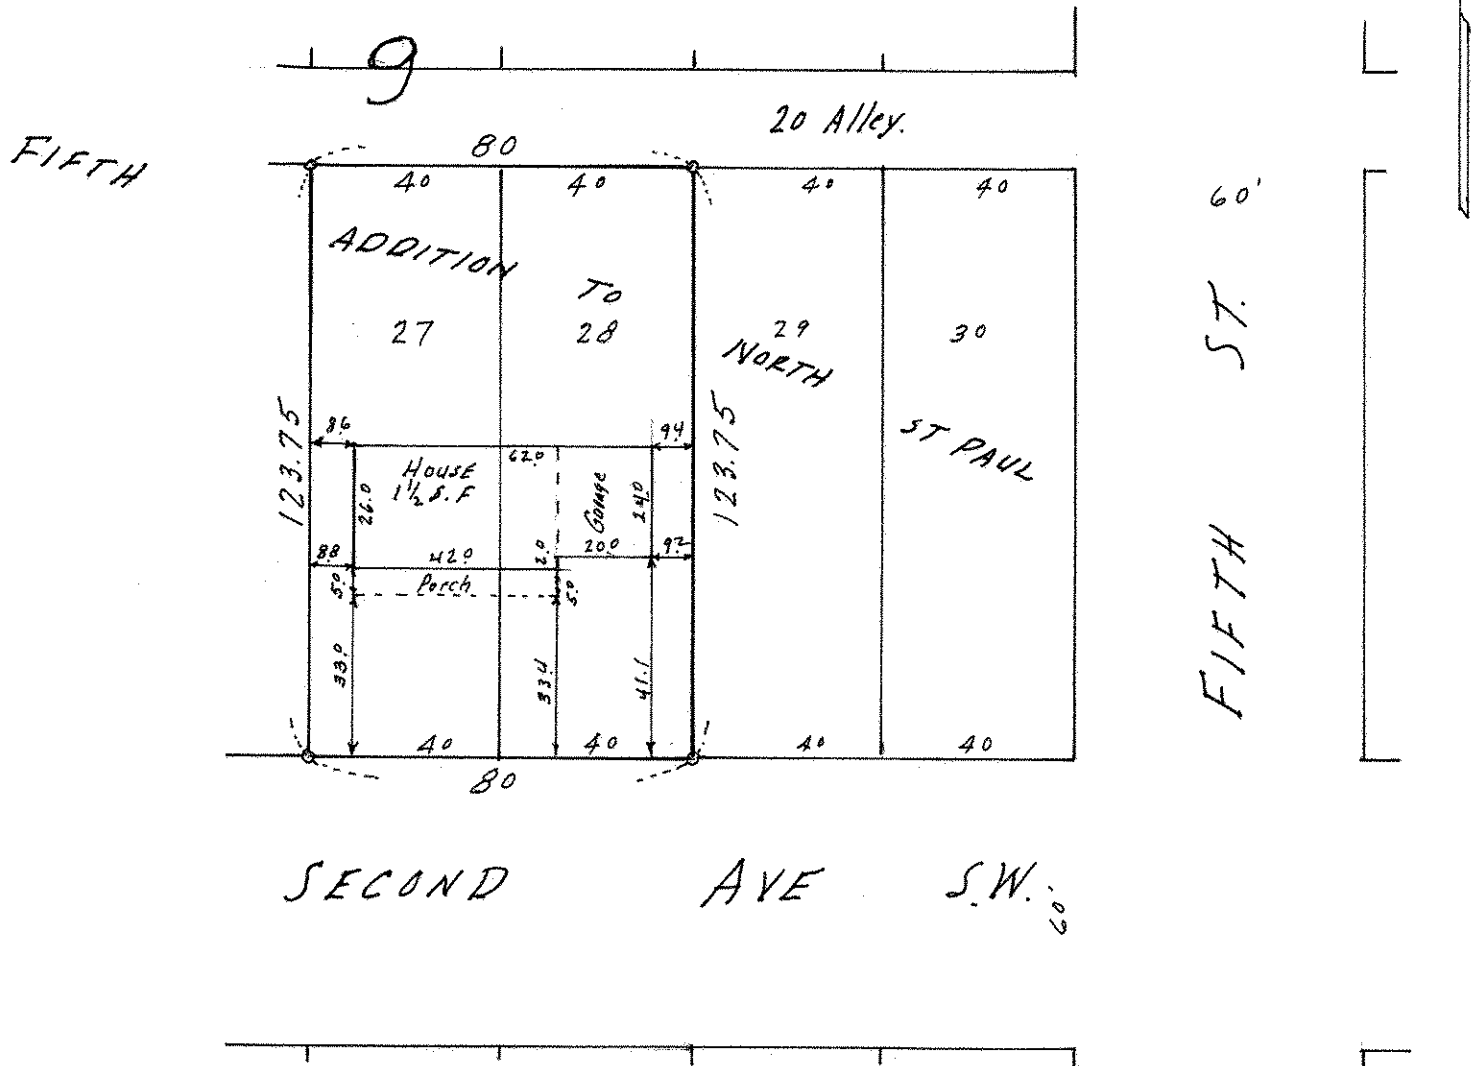 9
20 Alley.
FIFTH
80
40 40 40 40
60'
ADDITION TO NORTH ST PAUL
27 28 29 30
FIFTH ST.
123.75
123.75
8.6
62.0
9.4
HOUSE
1 1/2 S.F
26.0
Garage
24.0
8.8
42.0
2.0
20.0
9.2
5.0
Porch
5.0
33.0
33.4
41.1
40 40 40 40
80
SECOND AVE S.W. 60'